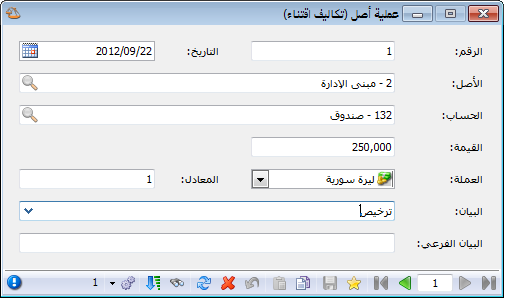 عملية أصل (تكاليف اقتناء)
الرقم: 1 التاريخ: 2012/09/22
الأصل: 2 - مبنى الإدارة
الحساب: 132 - صندوق
القيمة: 250,000
العملة: ليرة سورية المعادل: 1
البيان: ترخيص
البيان الفرعي:
1 1